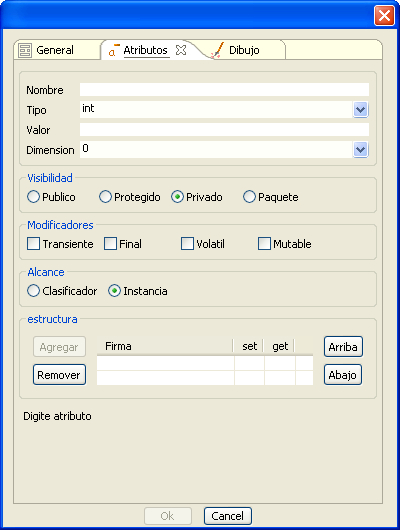 General Atributos Dibujo
Nombre
Tipo int
Valor
Dimension 0
Visibilidad
Publico Protegido Privado Paquete
Modificadores
Transiente Final Volatil Mutable
Alcance
Clasificador Instancia
estructura
Agregar Firma set get Arriba
Remover Abajo
Digite atributo
Ok Cancel